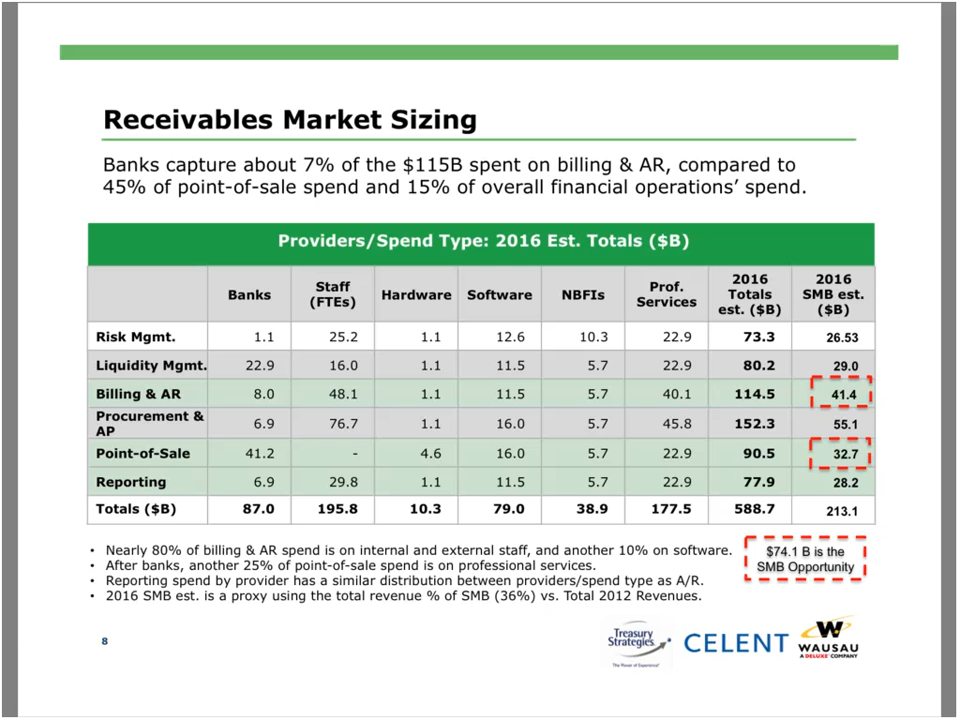 Receivables Market Sizing
Banks capture about 7% of the $115B spent on billing & AR, compared to
45% of point-of-sale spend and 15% of overall financial operations’ spend.
Providers/Spend Type: 2016 Est. Totals ($B)
Banks Staff (FTEs) Hardware Software NBFIs Prof. Services 2016 Totals est. ($B) 2016 SMB est. ($B)
Risk Mgmt. 1.1 25.2 1.1 12.6 10.3 22.9 73.3 26.53
Liquidity Mgmt. 22.9 16.0 1.1 11.5 5.7 22.9 80.2 29.0
Billing & AR 8.0 48.1 1.1 11.5 5.7 40.1 114.5 41.4
Procurement & AP 6.9 76.7 1.1 16.0 5.7 45.8 152.3 55.1
Point-of-Sale 41.2 - 4.6 16.0 5.7 22.9 90.5 32.7
Reporting 6.9 29.8 1.1 11.5 5.7 22.9 77.9 28.2
Totals ($B) 87.0 195.8 10.3 79.0 38.9 177.5 588.7 213.1
• Nearly 80% of billing & AR spend is on internal and external staff, and another 10% on software.
• After banks, another 25% of point-of-sale spend is on professional services.
• Reporting spend by provider has a similar distribution between providers/spend type as A/R.
• 2016 SMB est. is a proxy using the total revenue % of SMB (36%) vs. Total 2012 Revenues.
$74.1 B is the
SMB Opportunity
8
Treasury
Strategies
The Power of Experience®
CELENT
W
WAUSAU
A DELUXE COMPANY